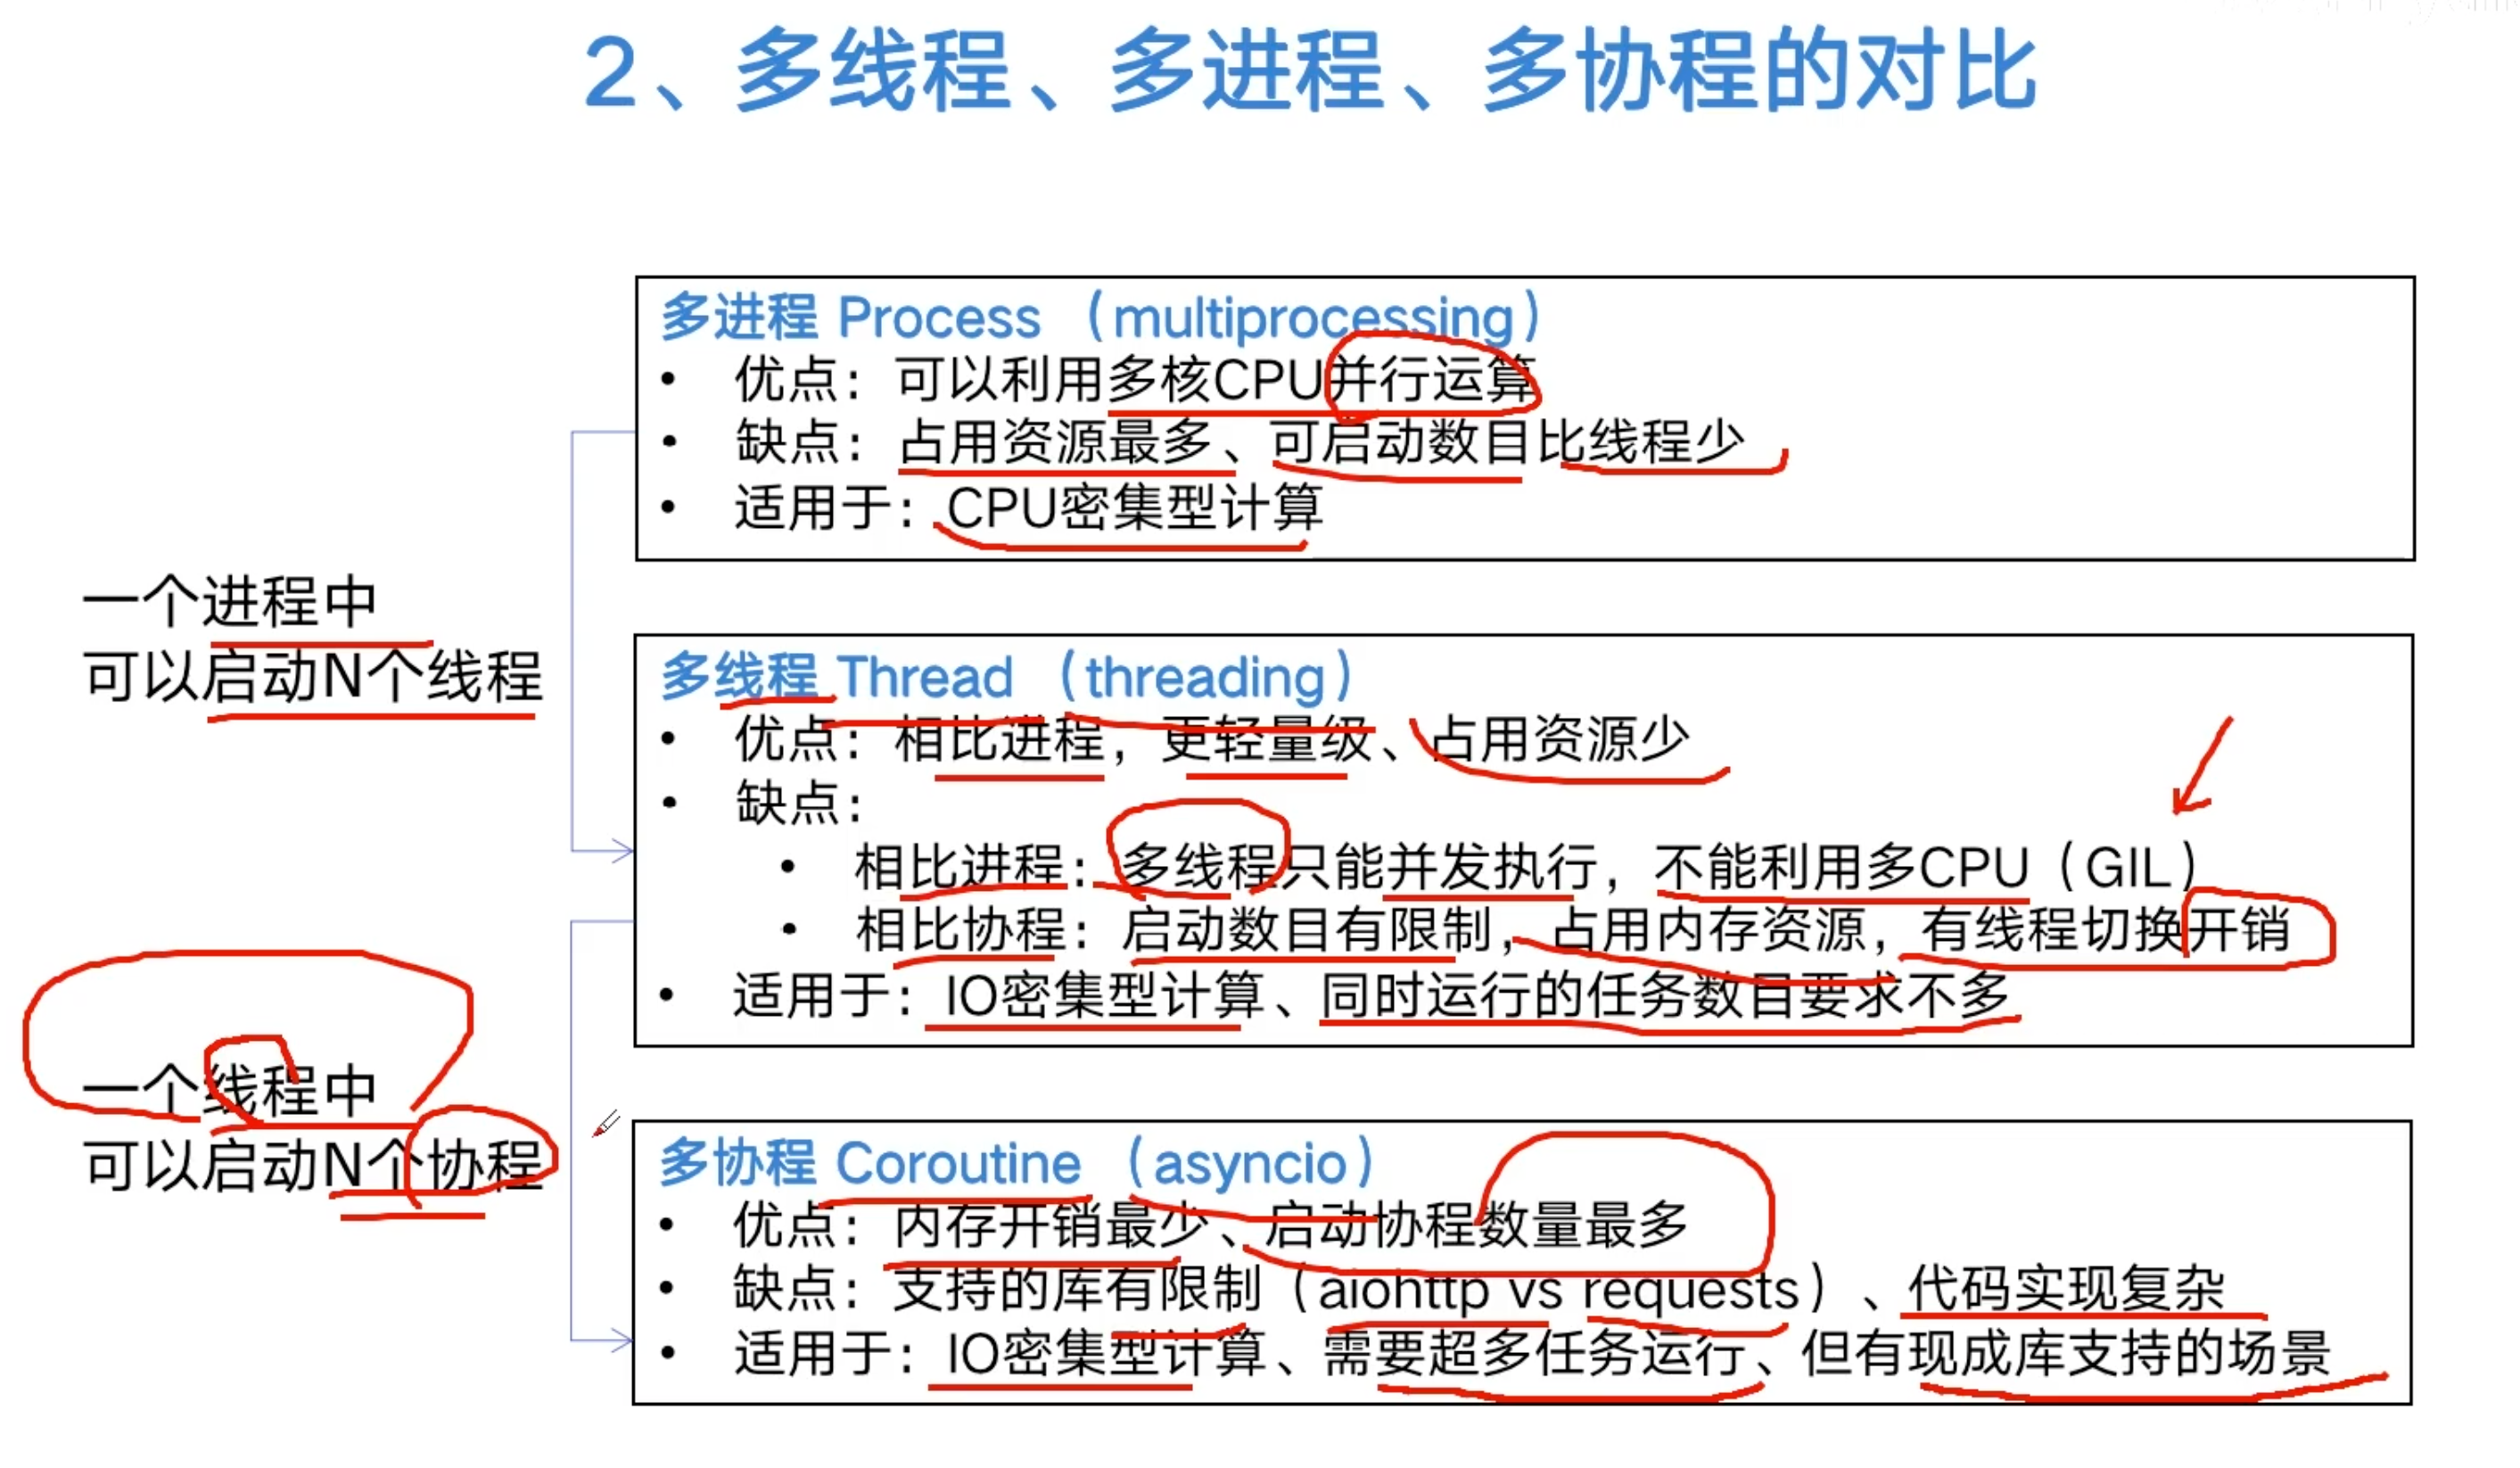 2、多线程、多进程、多协程的对比
多进程 Process （multiprocessing）
• 优点：可以利用多核CPU并行运算
• 缺点：占用资源最多、可启动数目比线程少
• 适用于：CPU密集型计算
一个进程中
可以启动N个线程
多线程 Thread （threading）
• 优点：相比进程，更轻量级、占用资源少
• 缺点：
• 相比进程：多线程只能并发执行，不能利用多CPU（GIL）
• 相比协程：启动数目有限制，占用内存资源，有线程切换开销
• 适用于：IO密集型计算、同时运行的任务数目要求不多
一个线程中
可以启动N个协程
多协程 Coroutine （asyncio）
• 优点：内存开销最少、启动协程数量最多
• 缺点：支持的库有限制（aiohttp vs requests）、代码实现复杂
• 适用于：IO密集型计算、需要超多任务运行、但有现成库支持的场景